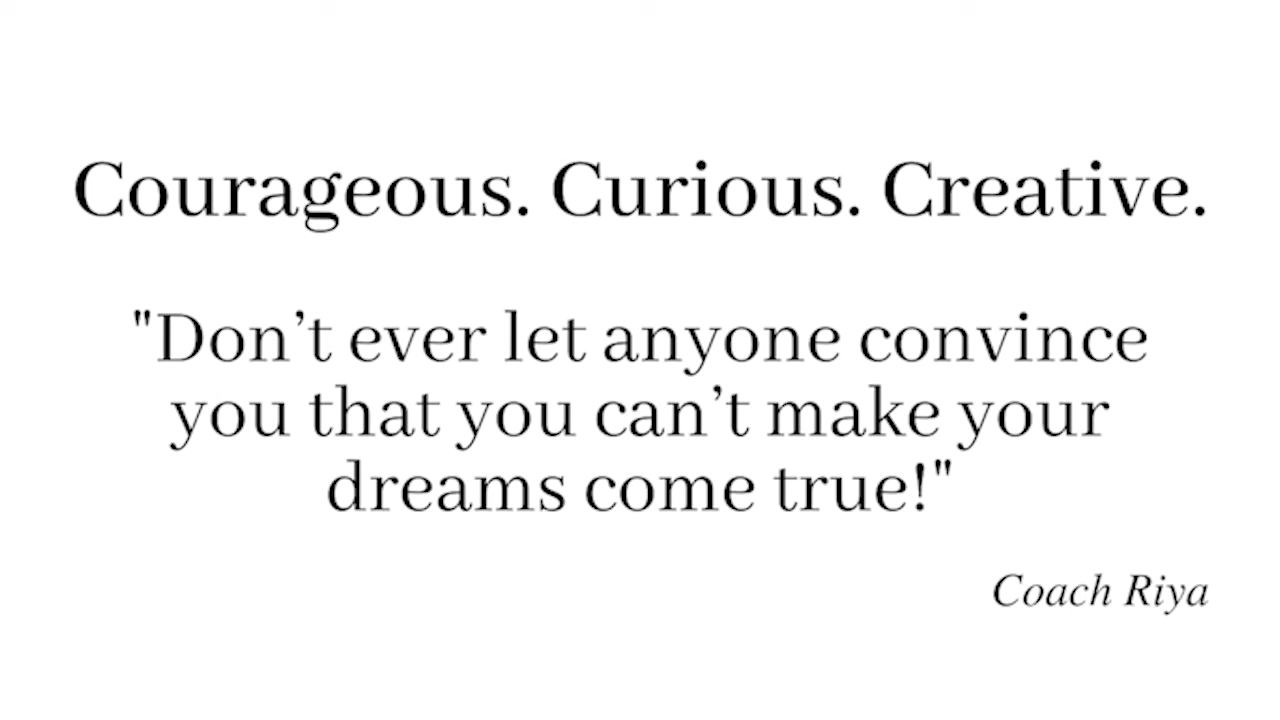 Courageous. Curious. Creative.
"Don’t ever let anyone convince
you that you can’t make your
dreams come true!"
Coach Riya